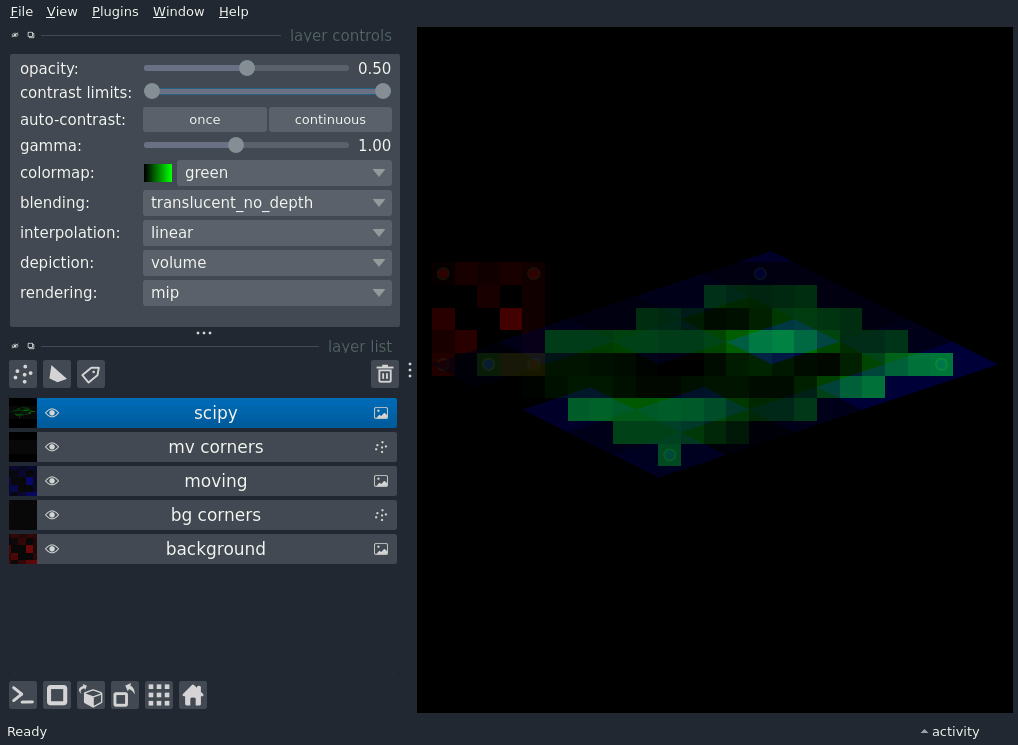 File View Plugins Window Help
layer controls
opacity: 0.50
contrast limits:
auto-contrast: once continuous
gamma: 1.00
colormap: green
blending: translucent_no_depth
interpolation: linear
depiction: volume
rendering: mip
layer list
scipy
mv corners
moving
bg corners
background
Ready activity